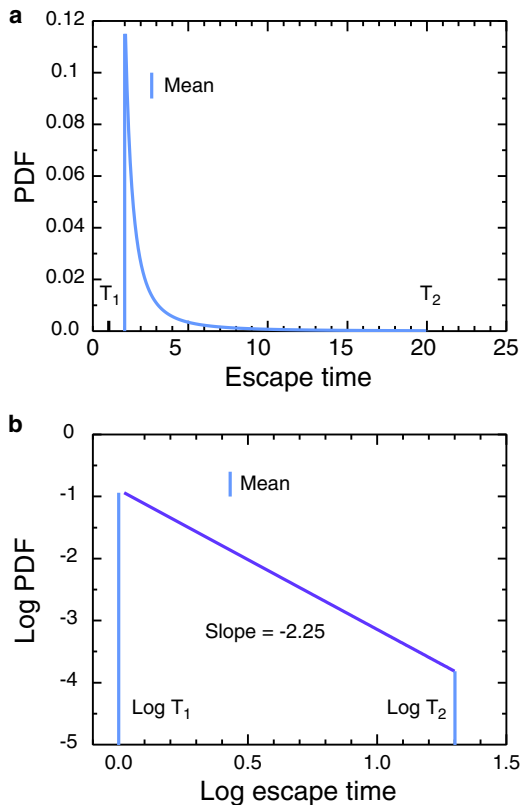 a
0.12
0.1
0.08
0.06
0.04
0.02
0.0
PDF
Mean
T1
T2
0
5
10
15
20
25
Escape time
b
0
-1
-2
-3
-4
-5
Log PDF
Mean
Slope = -2.25
Log T1
Log T2
0.0
0.5
1.0
1.5
Log escape time